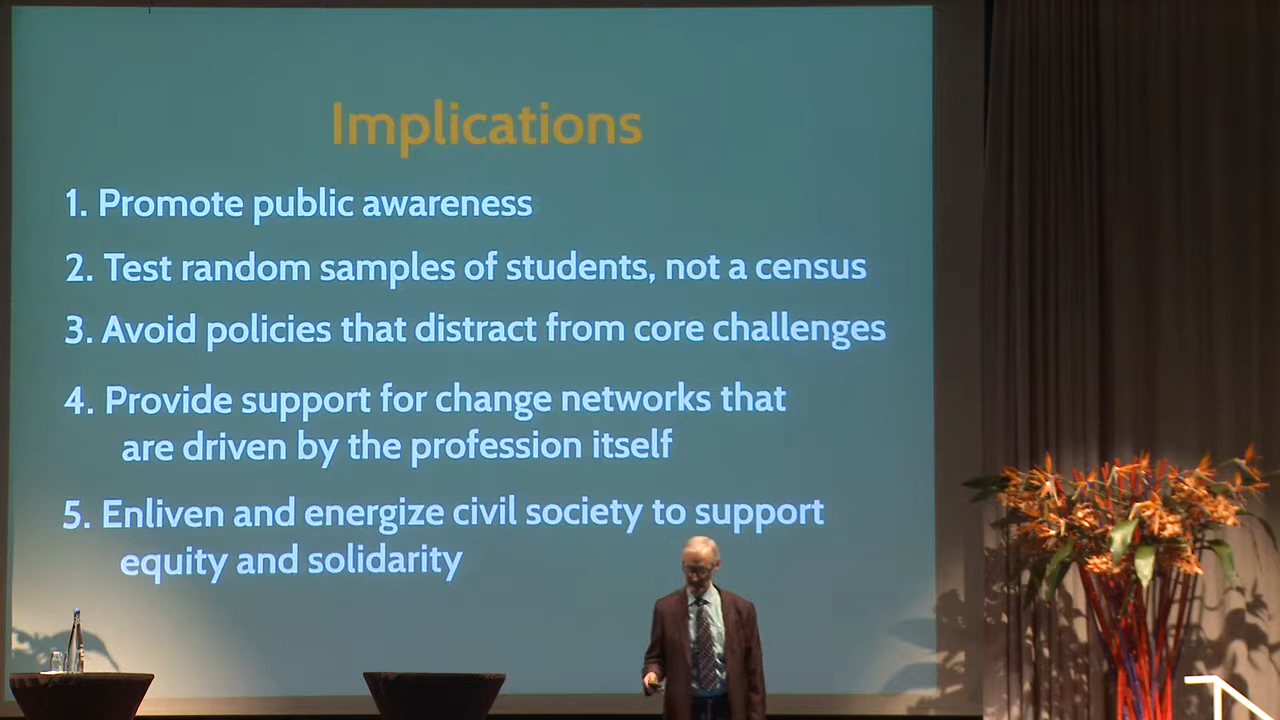 Implications
1. Promote public awareness
2. Test random samples of students, not a census
3. Avoid policies that distract from core challenges
4. Provide support for change networks that
are driven by the profession itself
5. Enliven and energize civil society to support
equity and solidarity